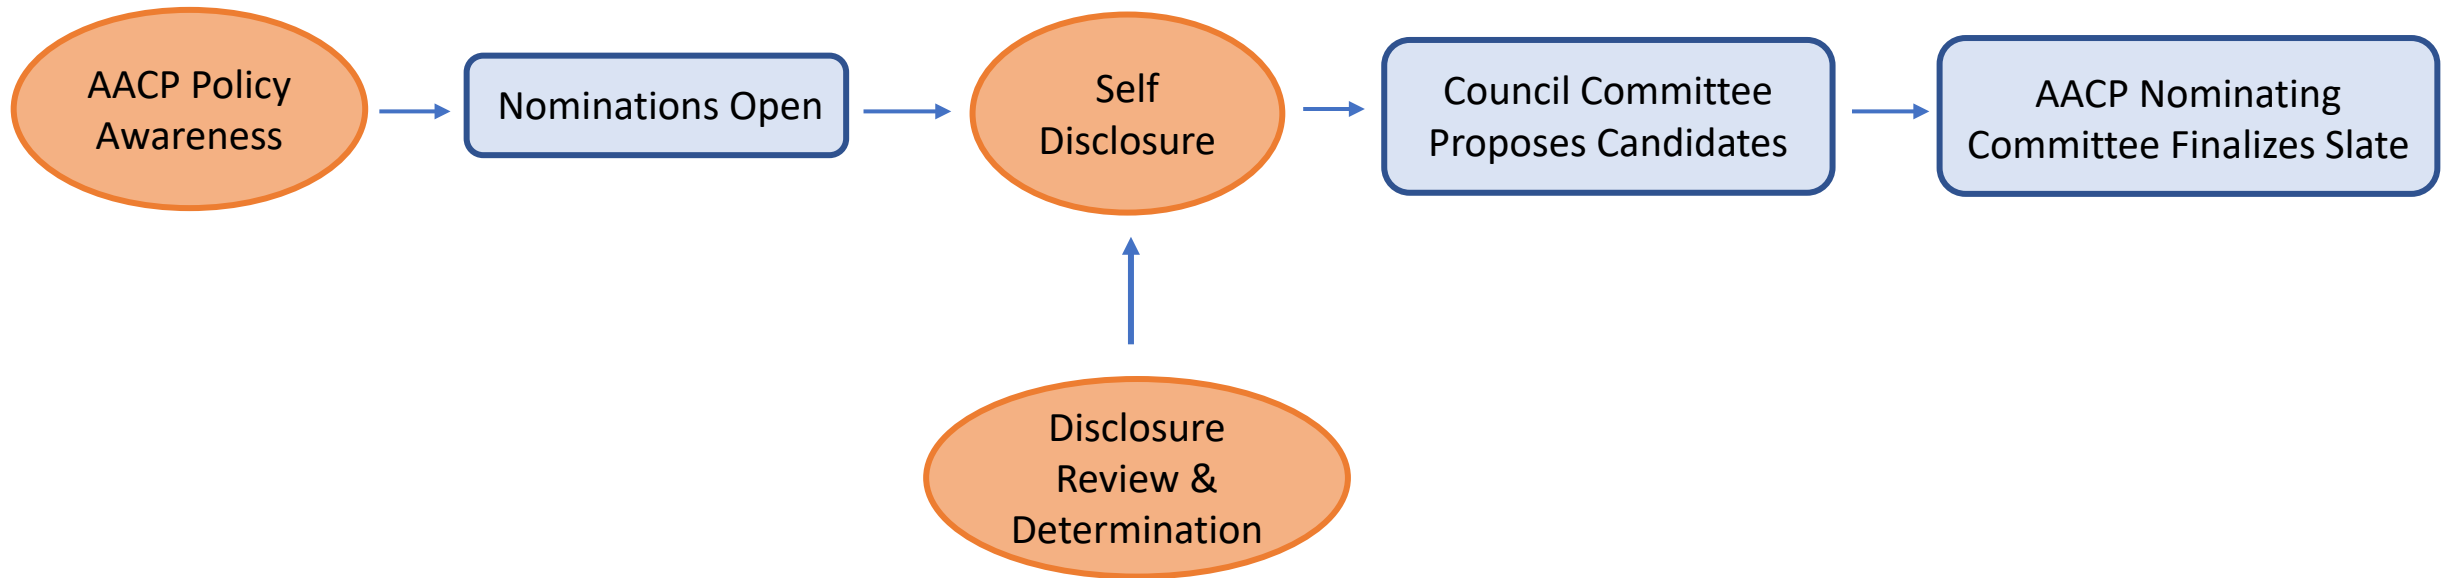 AACP Policy
Awareness
Nominations Open
Self
Disclosure
Council Committee
Proposes Candidates
AACP Nominating
Committee Finalizes Slate
Disclosure
Review &
Determination